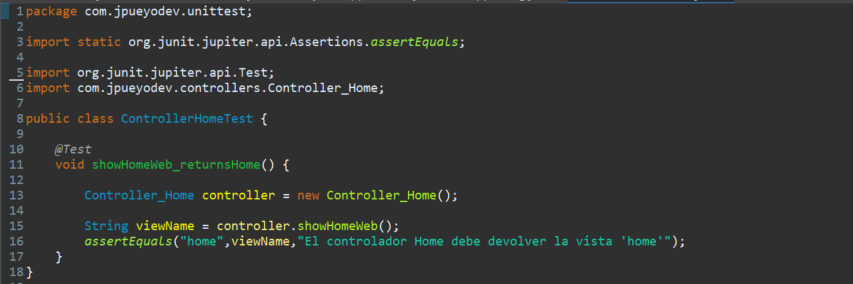 1 package com.jpueyodev.unittest;
2
3 import static org.junit.jupiter.api.Assertions.assertEquals;
4
5 import org.junit.jupiter.api.Test;
6 import com.jpueyodev.controllers.Controller_Home;
7
8 public class ControllerHomeTest {
9
10 @Test
11 void showHomeWeb_returnsHome() {
12
13 Controller_Home controller = new Controller_Home();
14
15 String viewName = controller.showHomeWeb();
16 assertEquals("home",viewName,"El controlador Home debe devolver la vista 'home'");
17 }
18 }